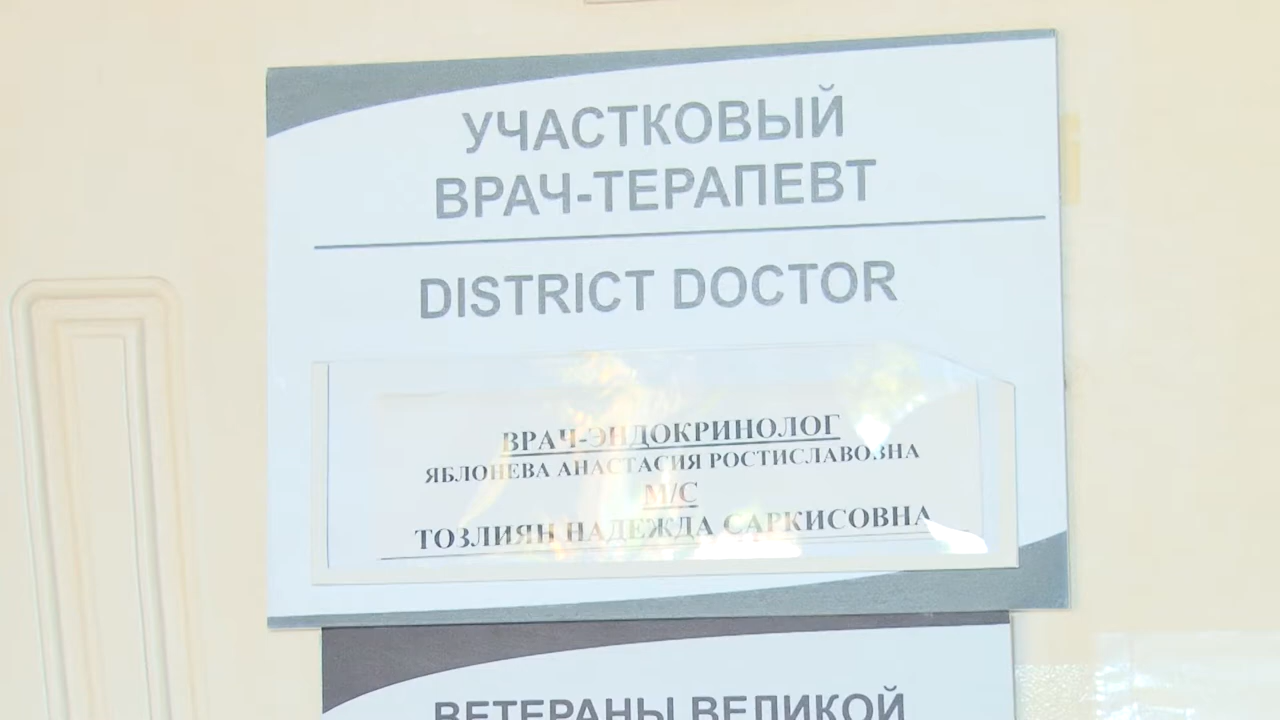 УЧАСТКОВЫЙ
ВРАЧ-ТЕРАПЕВТ
DISTRICT DOCTOR
ВРАЧ-ЭНДОКРИНОЛОГ
ЯБЛОНЕВА АНАСТАСИЯ РОСТИСЛАВОВНА
М/С
ТОЗЛИЯН НАДЕЖДА САРКИСОВНА
ВЕТЕРАНЫ ВЕЛИКОЙ